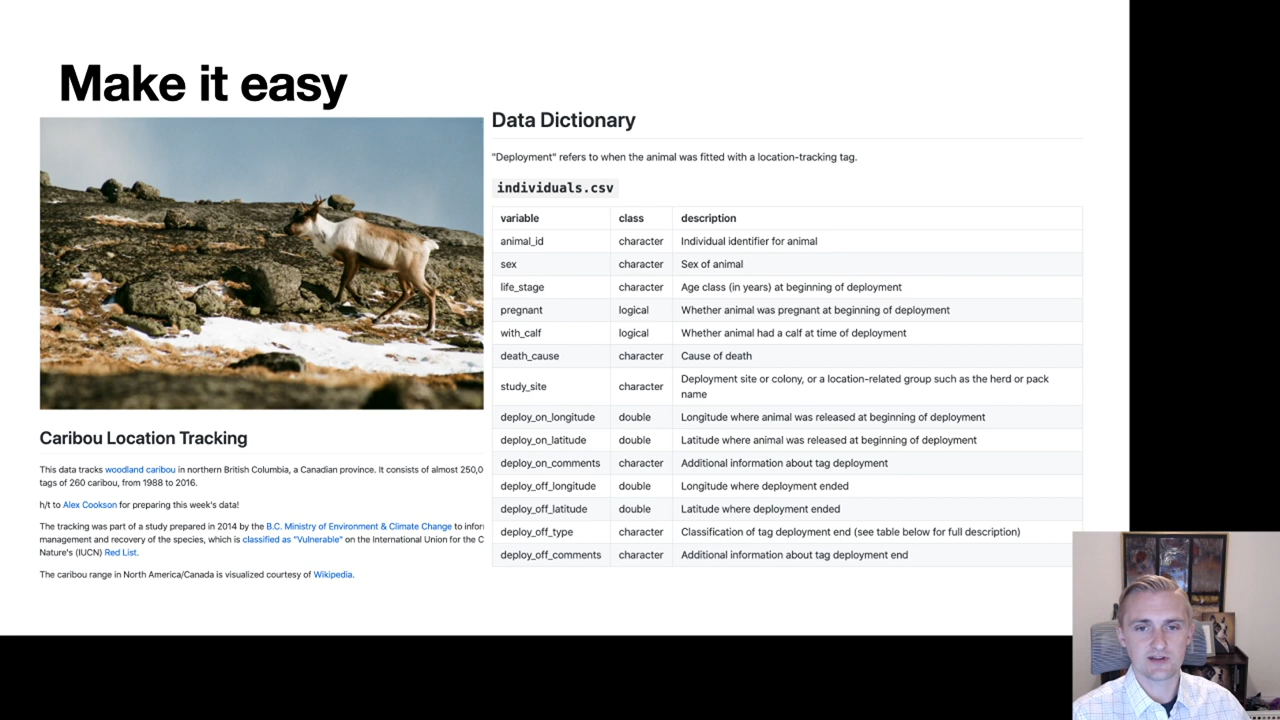 Make it easy
Caribou Location Tracking
This data tracks woodland caribou in northern British Columbia, a Canadian province. It consists of almost 250,0
tags of 260 caribou, from 1988 to 2016.
h/t to Alex Cookson for preparing this week's data!
The tracking was part of a study prepared in 2014 by the B.C. Ministry of Environment & Climate Change to infor
management and recovery of the species, which is classified as "Vulnerable" on the International Union for the C
Nature's (IUCN) Red List.
The caribou range in North America/Canada is visualized courtesy of Wikipedia.
Data Dictionary
"Deployment" refers to when the animal was fitted with a location-tracking tag.
individuals.csv
variable class description
animal_id character Individual identifier for animal
sex character Sex of animal
life_stage character Age class (in years) at beginning of deployment
pregnant logical Whether animal was pregnant at beginning of deployment
with_calf logical Whether animal had a calf at time of deployment
death_cause character Cause of death
study_site character Deployment site or colony, or a location-related group such as the herd or pack
name
deploy_on_longitude double Longitude where animal was released at beginning of deployment
deploy_on_latitude double Latitude where animal was released at beginning of deployment
deploy_on_comments character Additional information about tag deployment
deploy_off_longitude double Longitude where deployment ended
deploy_off_latitude double Latitude where deployment ended
deploy_off_type character Classification of tag deployment end (see table below for full description)
deploy_off_comments character Additional information about tag deployment end